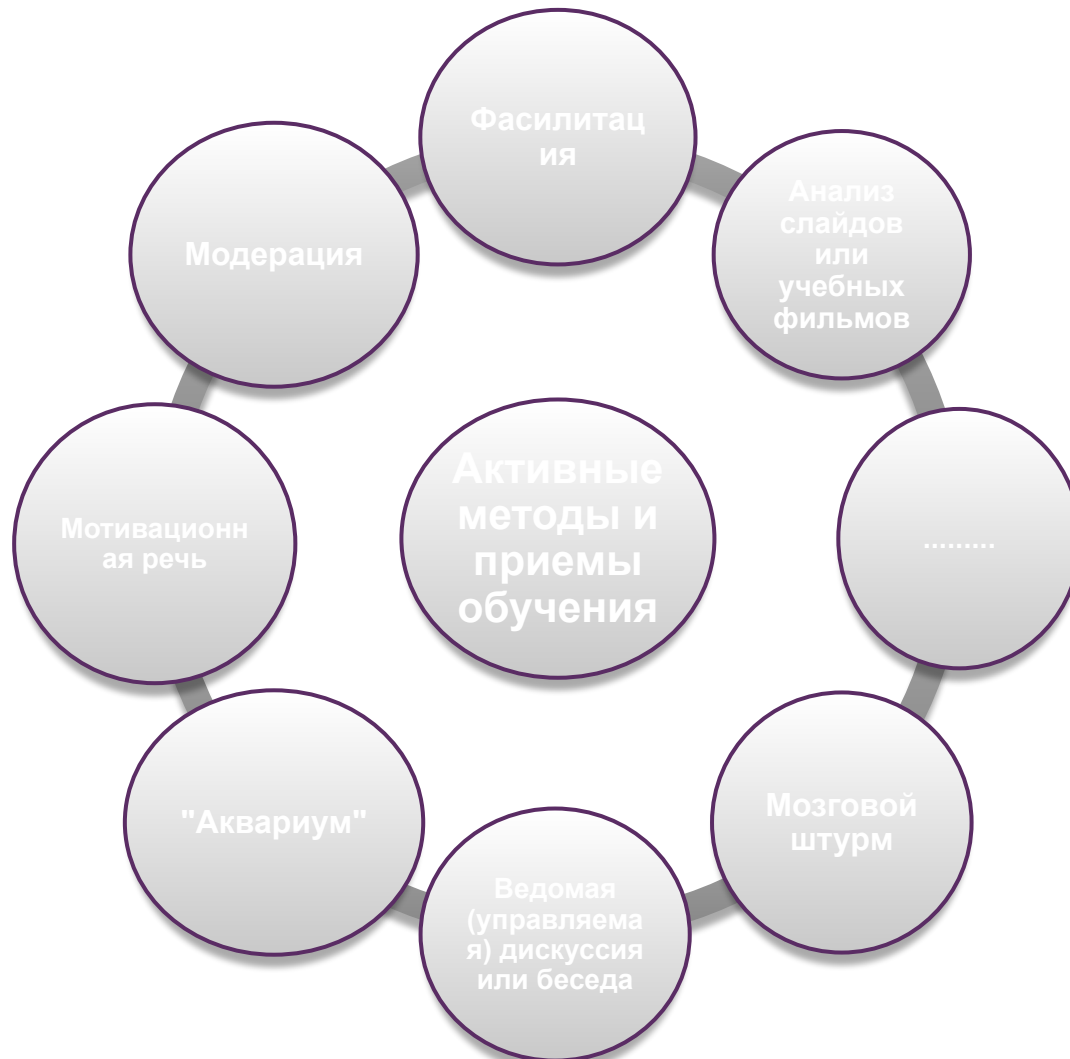 Фасилитац
ия
Анализ
слайдов
или
учебных
фильмов
.........
Мозговой
штурм
Ведомая
(управляема
я) дискуссия
или беседа
"Аквариум"
Мотивационн
ая речь
Модерация
Активные
методы и
приемы
обучения